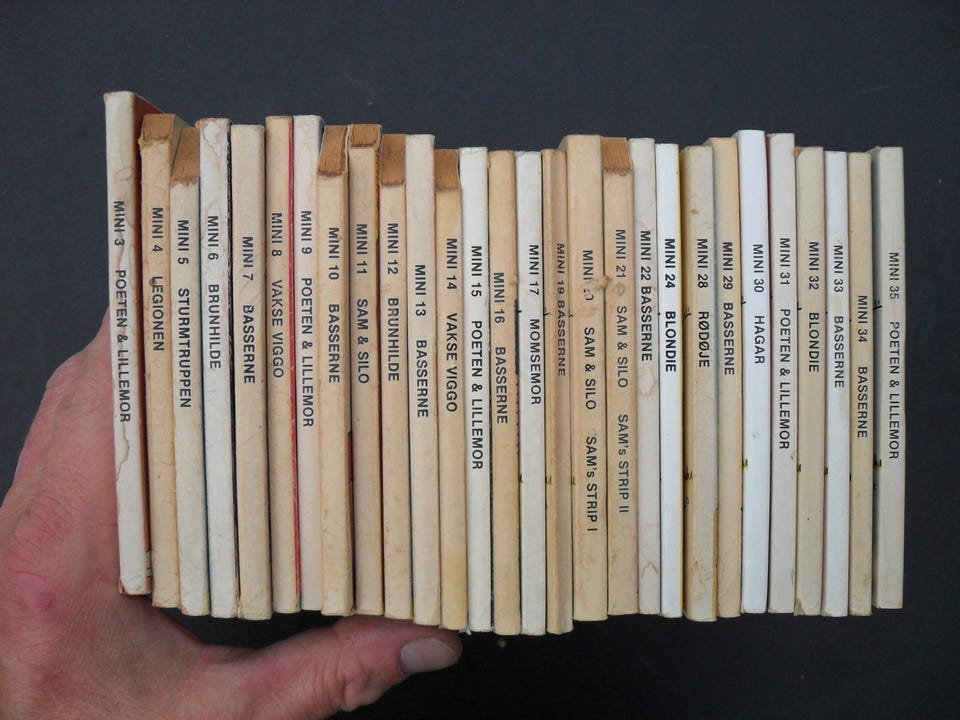 MINI 3 POETEN & LILLEMOR
MINI 4 LEGIONEN
MINI 5 STURMTRUPPEN
MINI 6 BRUNHILDE
MINI 7 BASSERNE
MINI 8 VAKSE VIGGO
MINI 9 POETEN & LILLEMOR
MINI 10 BASSERNE
MINI 11 SAM & SILO
MINI 12 BRUNHILDE
MINI 13 BASSERNE
MINI 14 VAKSE VIGGO
MINI 15 POETEN & LILLEMOR
MINI 16 BASSERNE
MINI 17 MOMSEMOR
MINI 19 BASSERNE
MINI 20 SAM & SILO SAM's STRIP I
MINI 21 SAM & SILO SAM's STRIP II
MINI 22 BASSERNE
MINI 24 BLONDIE
MINI 28 RØDØJE
MINI 29 BASSERNE
MINI 30 HAGAR
MINI 31 POETEN & LILLEMOR
MINI 32 BLONDIE
MINI 33 BASSERNE
MINI 34 BASSERNE
MINI 35 POETEN & LILLEMOR